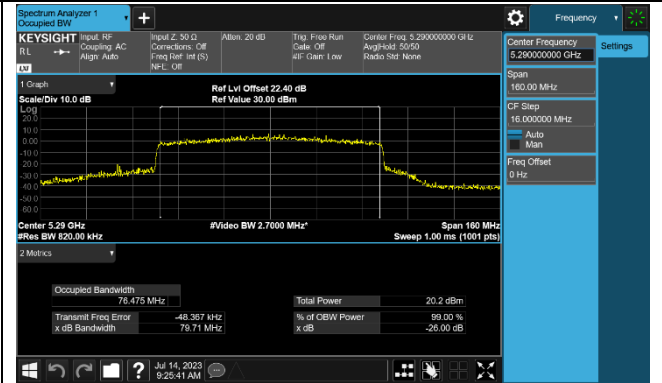 Spectrum Analyzer 1
Occupied BW
+
Frequency
KEYSIGHT
RL
LXI
Input: RF
Coupling: AC
Align: Auto
Input Z: 50 Ω
Corrections: Off
Freq Ref: Int (S)
NFE: Off
Atten: 20 dB
Trig: Free Run
Gate: Off
#IF Gain: Low
Center Freq: 5.290000000 GHz
Avg|Hold: 50/50
Radio Std: None
Center Frequency
5.290000000 GHz
Settings
Span
160.00 MHz
CF Step
16.000000 MHz
Auto
Man
Freq Offset
0 Hz
1 Graph
Scale/Div 10.0 dB
Ref Lvl Offset 22.40 dB
Ref Value 30.00 dBm
Log
20.0
10.0
0.00
-10.0
-20.0
-30.0
-40.0
-50.0
-60.0
Center 5.29 GHz
#Video BW 2.7000 MHz*
Span 160 MHz
#Res BW 820.00 kHz
Sweep 1.00 ms (1001 pts)
2 Metrics
Occupied Bandwidth
76.475 MHz
Total Power 20.2 dBm
Transmit Freq Error -48.367 kHz
% of OBW Power 99.00 %
x dB Bandwidth 79.71 MHz
x dB -26.00 dB
?
Jul 14, 2023
9:25:41 AM